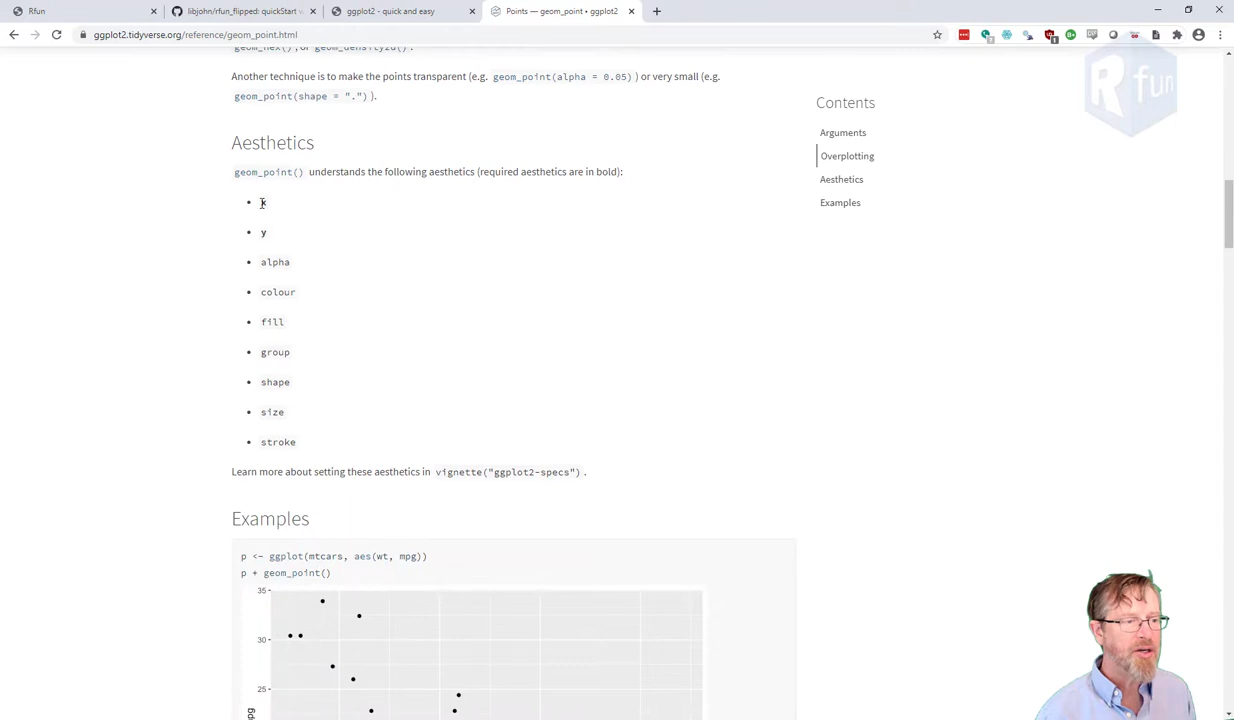 Rfun
libjohn/rfun_flipped: quickStart v
ggplot2 - quick and easy
Points — geom_point • ggplot2
ggplot2.tidyverse.org/reference/geom_point.html
geom_hex(), or geom_density2d().
Another technique is to make the points transparent (e.g. geom_point(alpha = 0.05) ) or very small (e.g.
geom_point(shape = ".") ).
Contents
Arguments
Overplotting
Aesthetics
Examples
R fun
Aesthetics
geom_point() understands the following aesthetics (required aesthetics are in bold):
• x
• y
• alpha
• colour
• fill
• group
• shape
• size
• stroke
Learn more about setting these aesthetics in vignette("ggplot2-specs") .
Examples
p <- ggplot(mtcars, aes(wt, mpg))
p + geom_point()
35
30
25
mpg